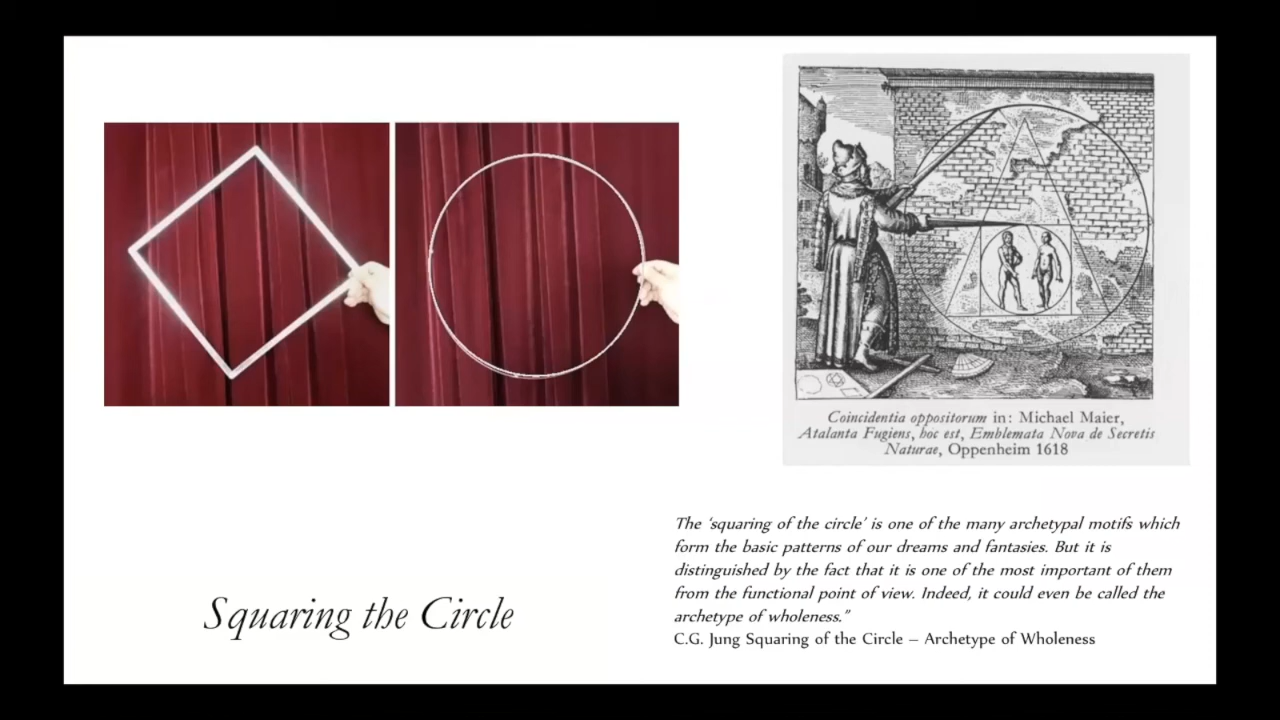 Coincidentia oppositorum in: Michael Maier,
Atalanta Fugiens, hoc est, Emblemata Nova de Secretis
Naturae, Oppenheim 1618
The ‘squaring of the circle’ is one of the many archetypal motifs which
form the basic patterns of our dreams and fantasies. But it is
distinguished by the fact that it is one of the most important of them
from the functional point of view. Indeed, it could even be called the
archetype of wholeness.”
C.G. Jung Squaring of the Circle – Archetype of Wholeness
Squaring the Circle